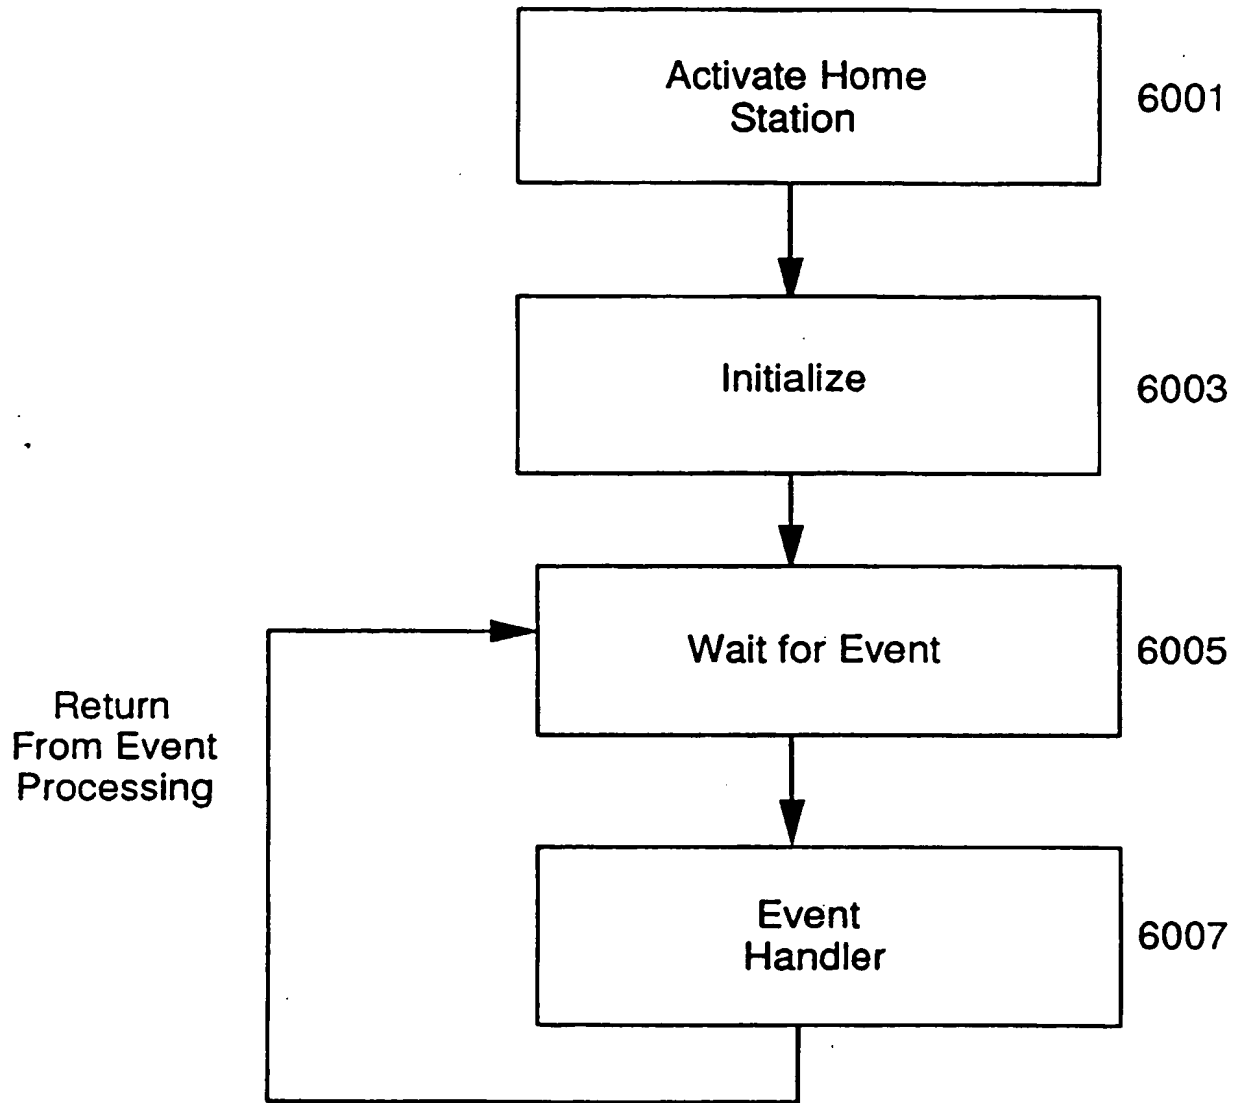 Activate Home
Station
6001
Initialize
6003
Wait for Event
6005
Return
From Event
Processing
Event
Handler
6007